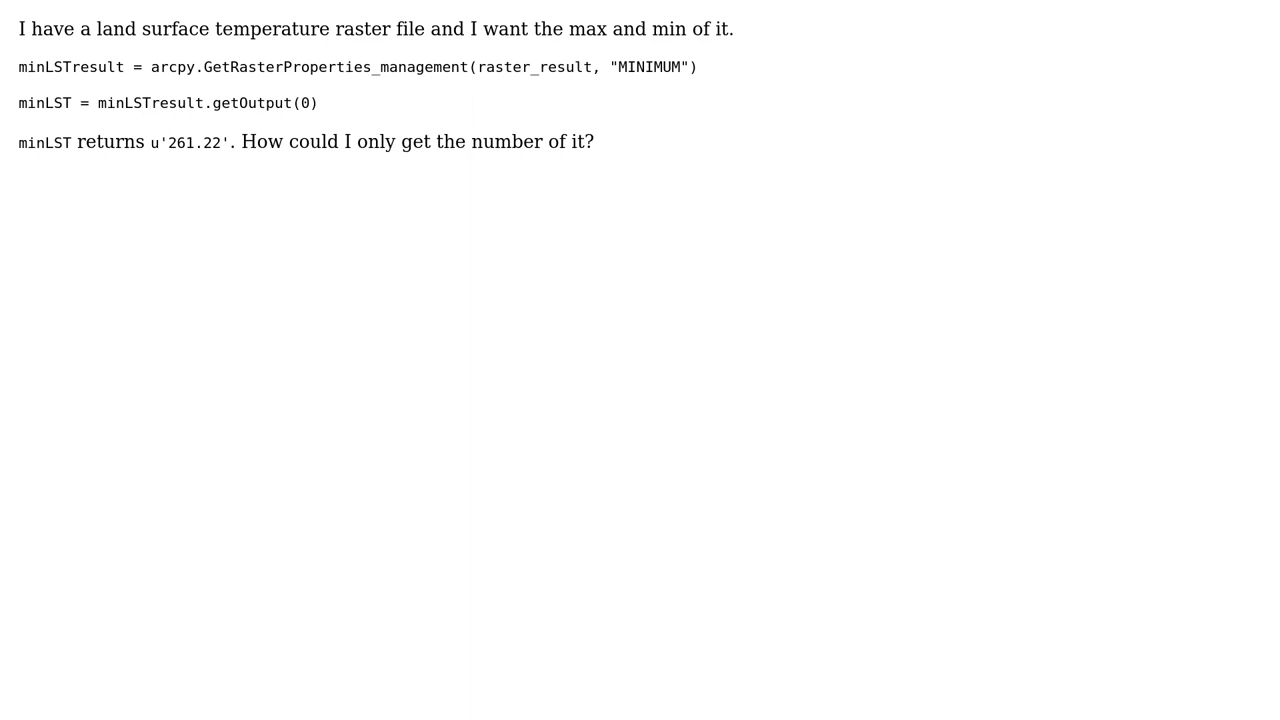 I have a land surface temperature raster file and I want the max and min of it.
minLSTresult = arcpy.GetRasterProperties_management(raster_result, "MINIMUM")
minLST = minLSTresult.getOutput(0)
minLST returns u'261.22'. How could I only get the number of it?